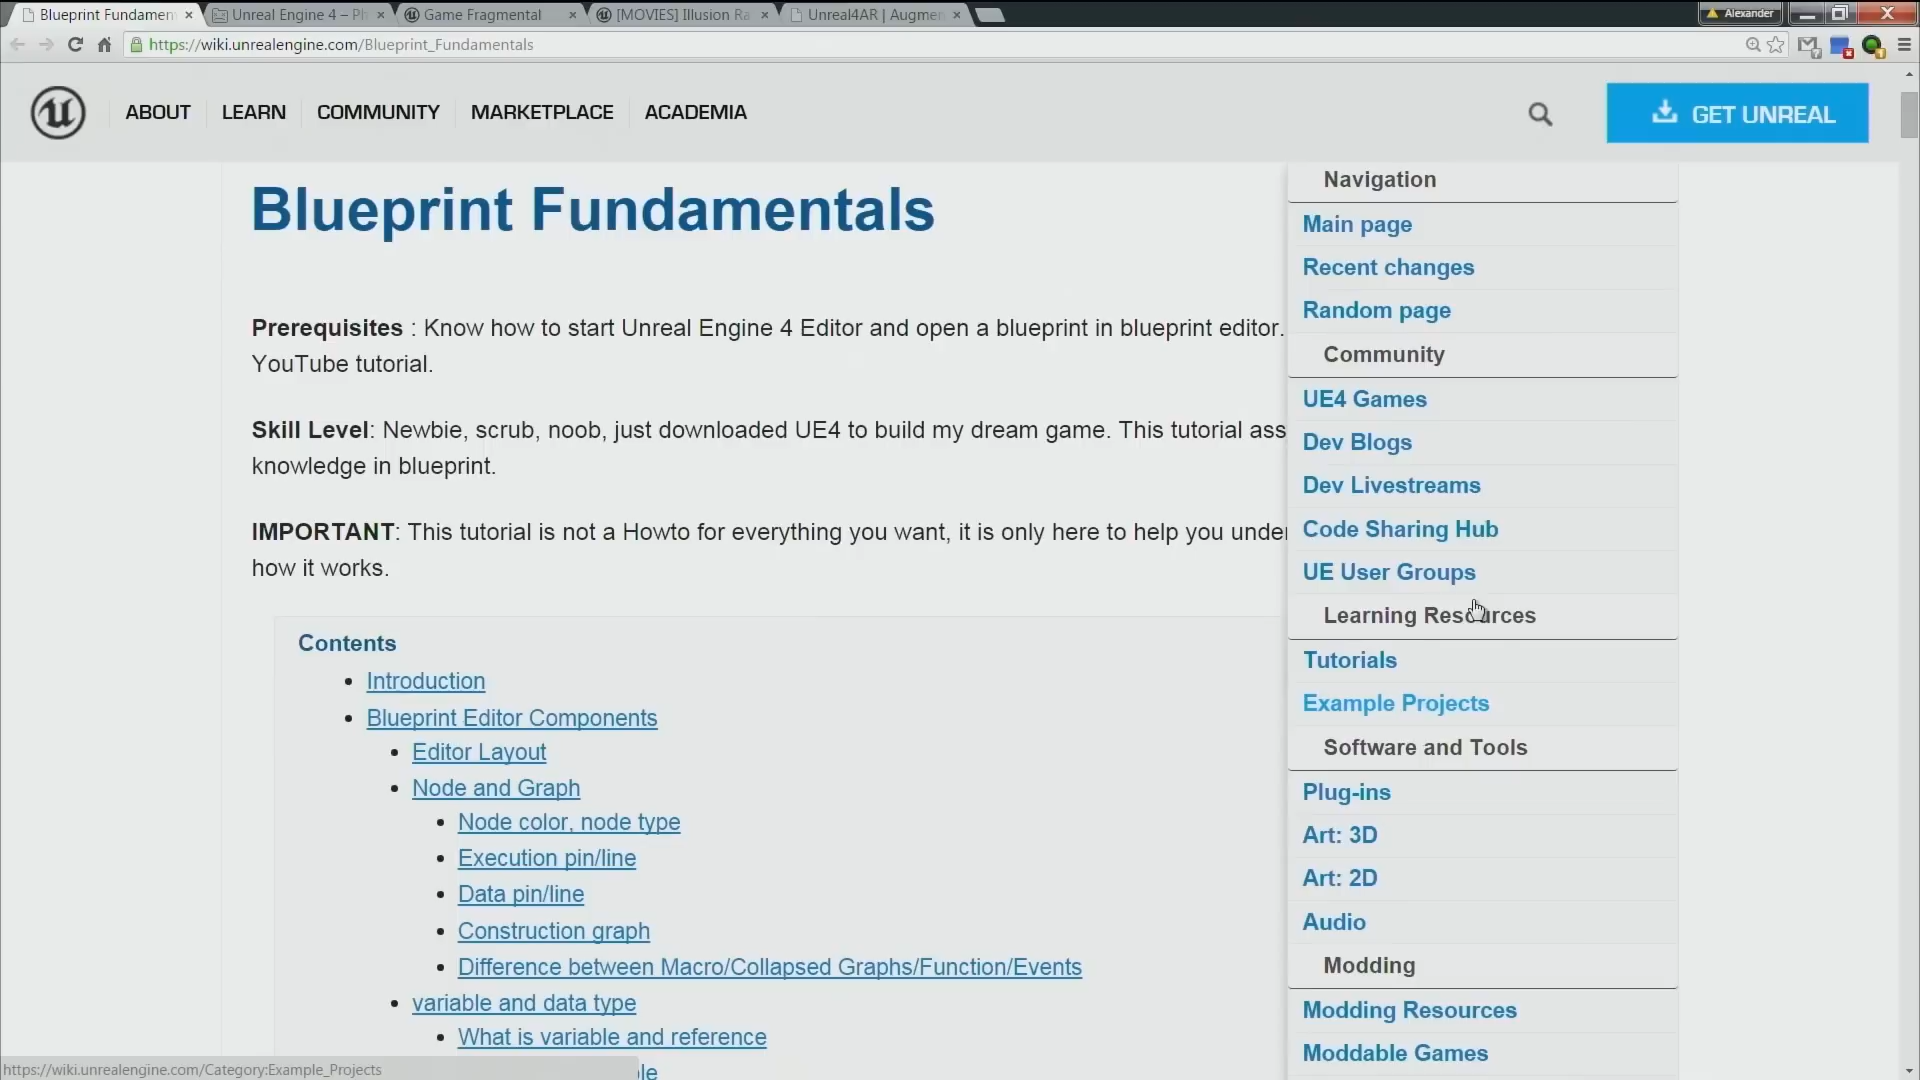 Blueprint Fundamen
Unreal Engine 4 – Ph
Game Fragmental
[MOVIES] Illusion Ra
Unreal4AR | Augmen
Alexander
https://wiki.unrealengine.com/Blueprint_Fundamentals
ABOUT
LEARN
COMMUNITY
MARKETPLACE
ACADEMIA
GET UNREAL
Blueprint Fundamentals
Prerequisites : Know how to start Unreal Engine 4 Editor and open a blueprint in blueprint editor.
YouTube tutorial.
Skill Level: Newbie, scrub, noob, just downloaded UE4 to build my dream game. This tutorial ass
knowledge in blueprint.
IMPORTANT: This tutorial is not a Howto for everything you want, it is only here to help you unde
how it works.
Contents
Introduction
Blueprint Editor Components
Editor Layout
Node and Graph
Node color, node type
Execution pin/line
Data pin/line
Construction graph
Difference between Macro/Collapsed Graphs/Function/Events
variable and data type
What is variable and reference
Navigation
Main page
Recent changes
Random page
Community
UE4 Games
Dev Blogs
Dev Livestreams
Code Sharing Hub
UE User Groups
Learning Resources
Tutorials
Example Projects
Software and Tools
Plug-ins
Art: 3D
Art: 2D
Audio
Modding
Modding Resources
Moddable Games
https://wiki.unrealengine.com/Category:Example_Projects